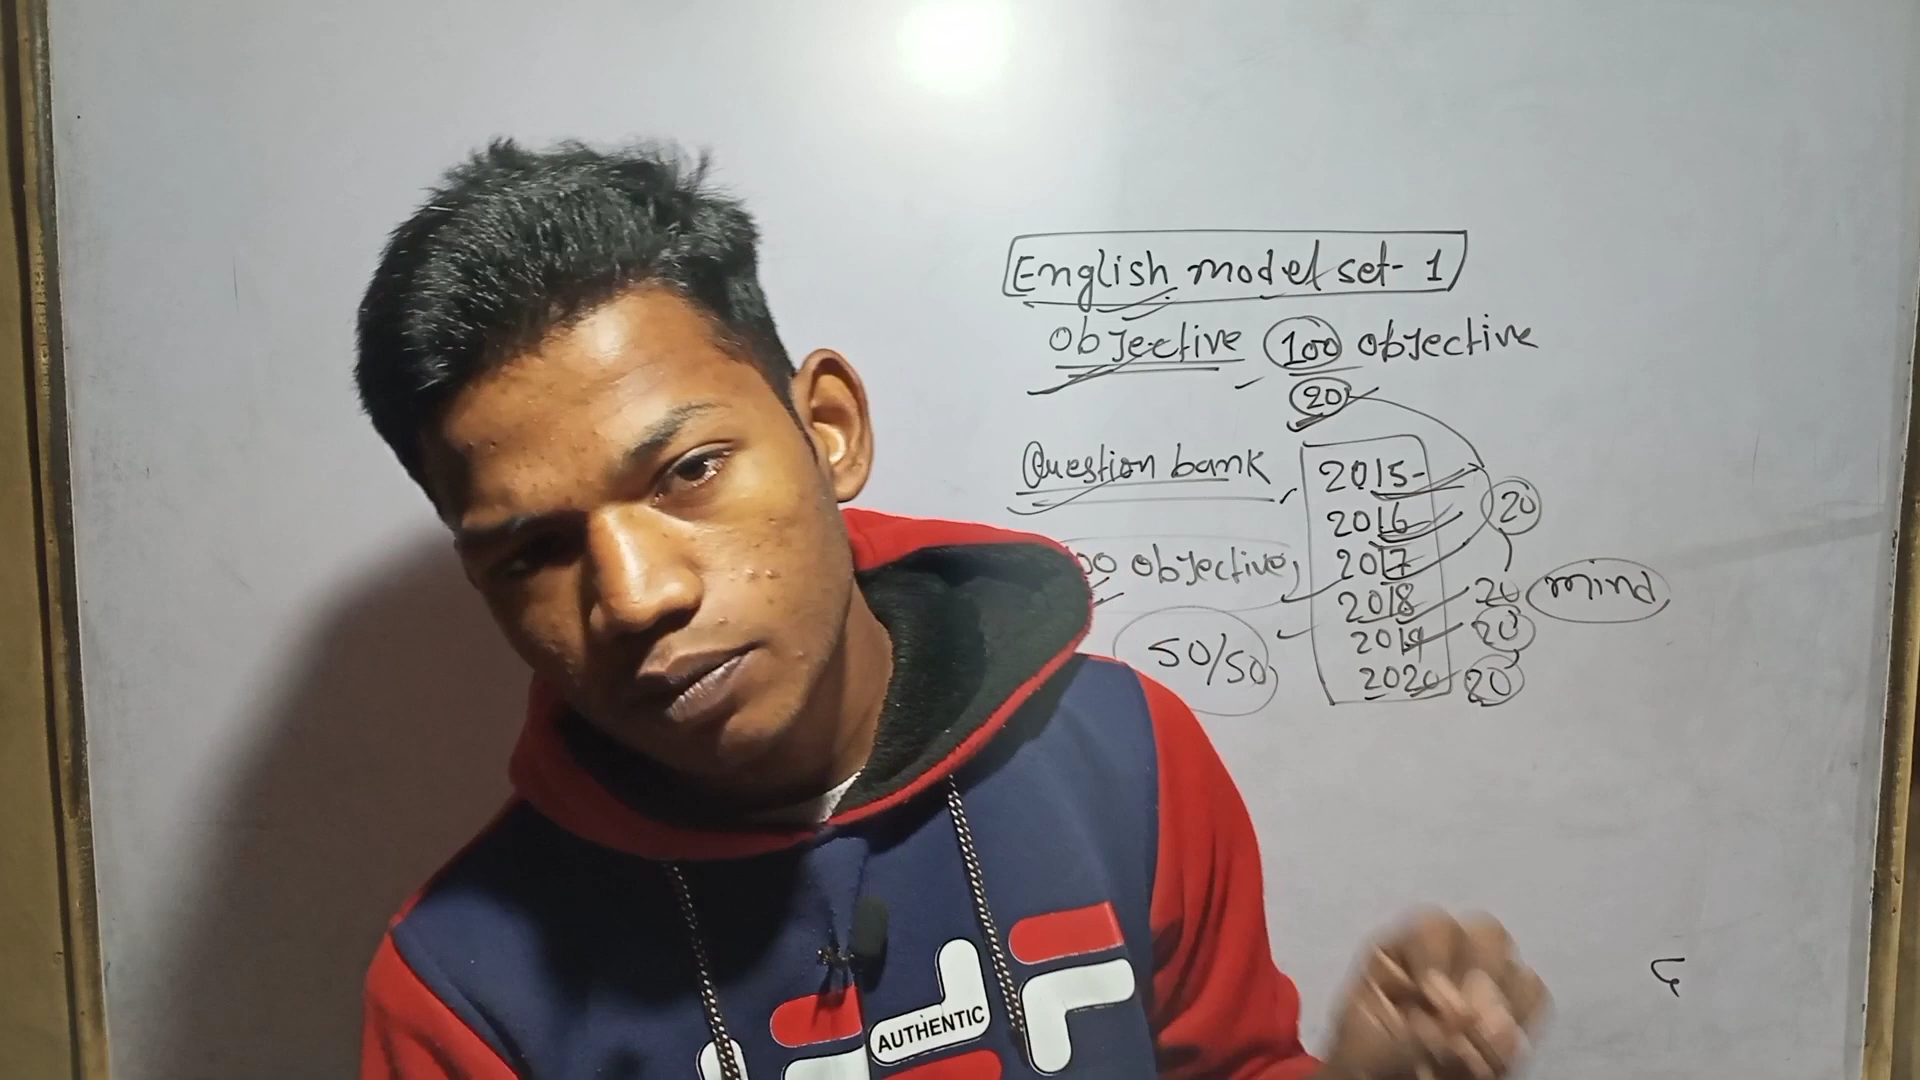 English model set- 1
objective 100 objective
20
Question bank 2015-
2016 20
2017
00 objective,
2018 20 mind
2019 20
50/50
2020 20
AUTHENTIC